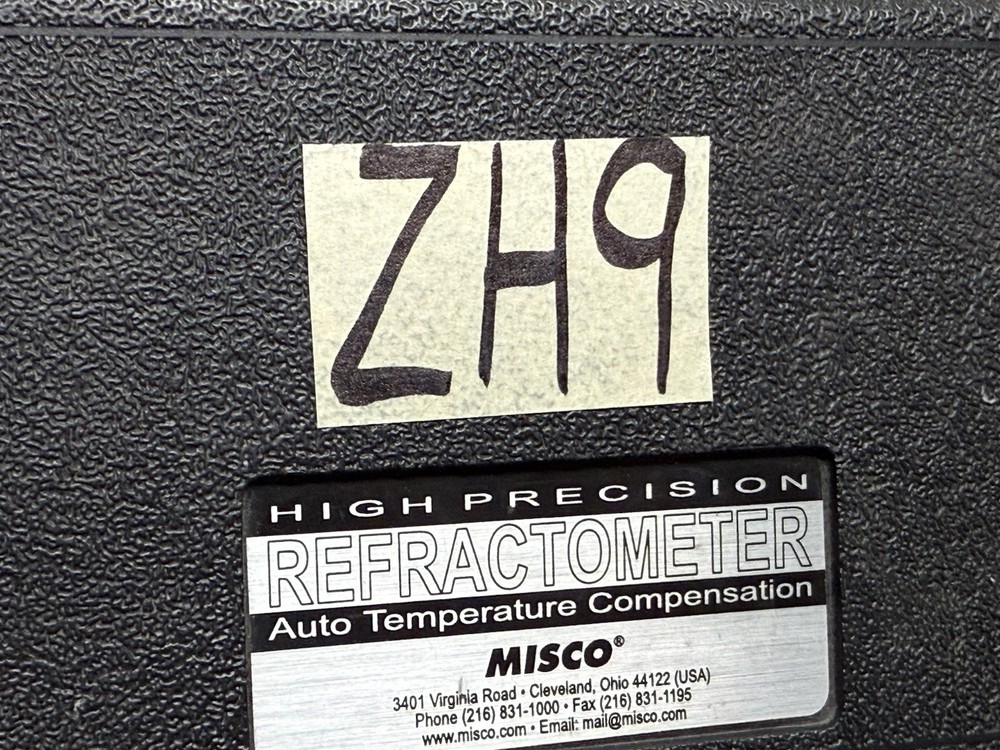 ZH9
HIGH PRECISION
REFRACTOMETER
Auto Temperature Compensation
MISCO®
3401 Virginia Road • Cleveland, Ohio 44122 (USA)
Phone (216) 831-1000 • Fax (216) 831-1195
www.misco.com • Email: mail@misco.com